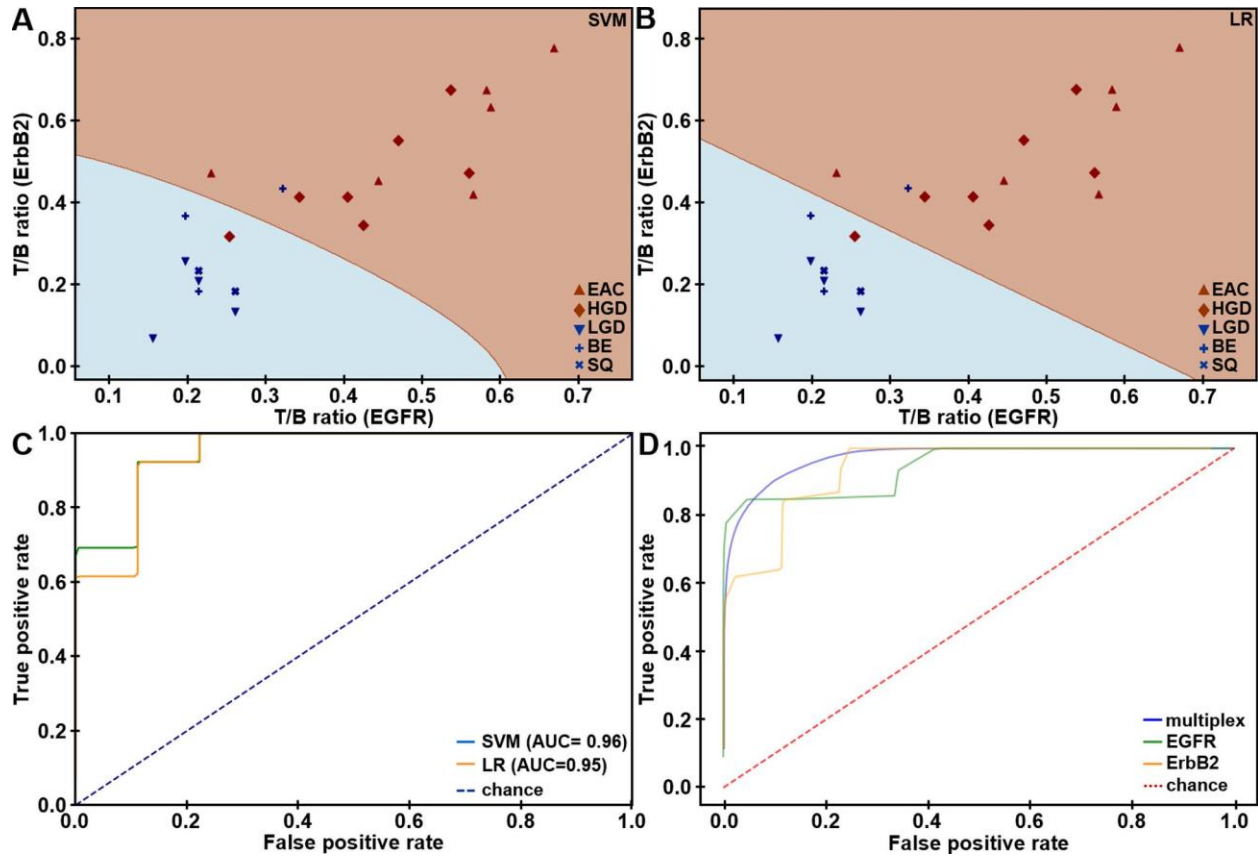 A
SVM
T/B ratio (ErbB2)
0.8
0.6
0.4
0.2
0.0
EAC
HGD
LGD
BE
SQ
0.1 0.2 0.3 0.4 0.5 0.6 0.7
T/B ratio (EGFR)
B
LR
T/B ratio (ErbB2)
0.8
0.6
0.4
0.2
0.0
EAC
HGD
LGD
BE
SQ
0.1 0.2 0.3 0.4 0.5 0.6 0.7
T/B ratio (EGFR)
C
True positive rate
1.0
0.8
0.6
0.4
0.2
0.0
SVM (AUC= 0.96)
LR (AUC=0.95)
chance
0.0 0.2 0.4 0.6 0.8 1.0
False positive rate
D
True positive rate
1.0
0.8
0.6
0.4
0.2
0.0
multiplex
EGFR
ErbB2
chance
0.0 0.2 0.4 0.6 0.8 1.0
False positive rate